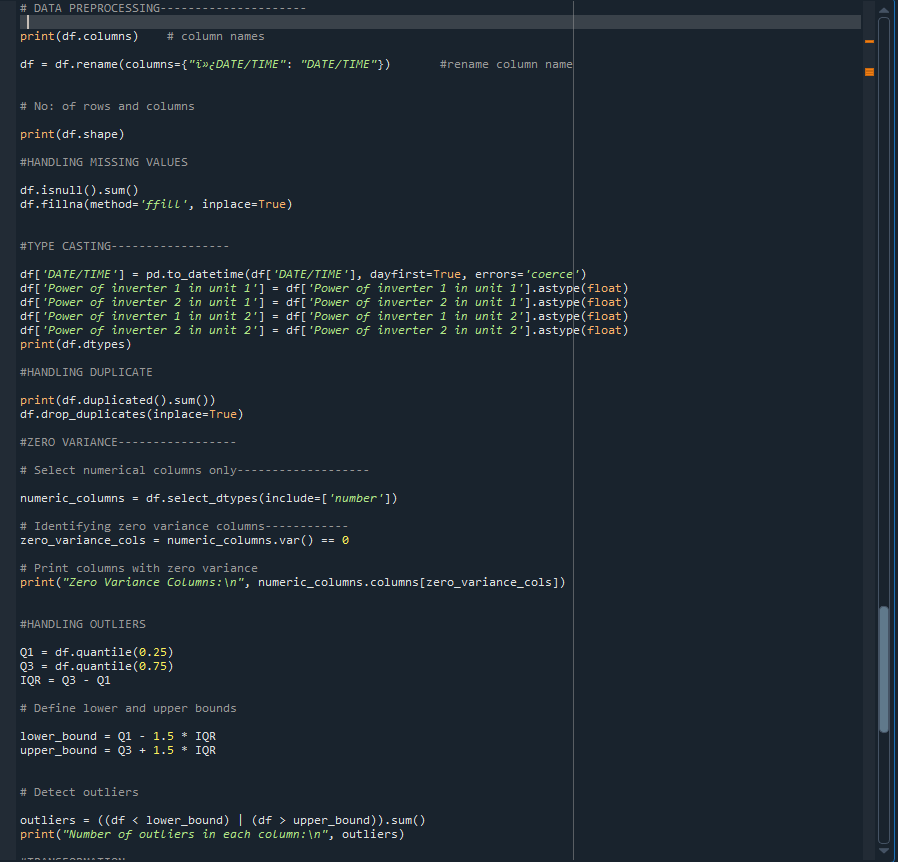 # DATA PREPROCESSING---------------------
print(df.columns)    # column names
df = df.rename(columns={"ï»¿DATE/TIME": "DATE/TIME"})       #rename column name
# No: of rows and columns
print(df.shape)
#HANDLING MISSING VALUES
df.isnull().sum()
df.fillna(method='ffill', inplace=True)
#TYPE CASTING-----------------
df['DATE/TIME'] = pd.to_datetime(df['DATE/TIME'], dayfirst=True, errors='coerce')
df['Power of inverter 1 in unit 1'] = df['Power of inverter 1 in unit 1'].astype(float)
df['Power of inverter 2 in unit 1'] = df['Power of inverter 2 in unit 1'].astype(float)
df['Power of inverter 1 in unit 2'] = df['Power of inverter 1 in unit 2'].astype(float)
df['Power of inverter 2 in unit 2'] = df['Power of inverter 2 in unit 2'].astype(float)
print(df.dtypes)
#HANDLING DUPLICATE
print(df.duplicated().sum())
df.drop_duplicates(inplace=True)
#ZERO VARIANCE-----------------
# Select numerical columns only-------------------
numeric_columns = df.select_dtypes(include=['number'])
# Identifying zero variance columns------------
zero_variance_cols = numeric_columns.var() == 0
# Print columns with zero variance
print("Zero Variance Columns:\n", numeric_columns.columns[zero_variance_cols])
#HANDLING OUTLIERS
Q1 = df.quantile(0.25)
Q3 = df.quantile(0.75)
IQR = Q3 - Q1
# Define lower and upper bounds
lower_bound = Q1 - 1.5 * IQR
upper_bound = Q3 + 1.5 * IQR
# Detect outliers
outliers = ((df < lower_bound) | (df > upper_bound)).sum()
print("Number of outliers in each column:\n", outliers)